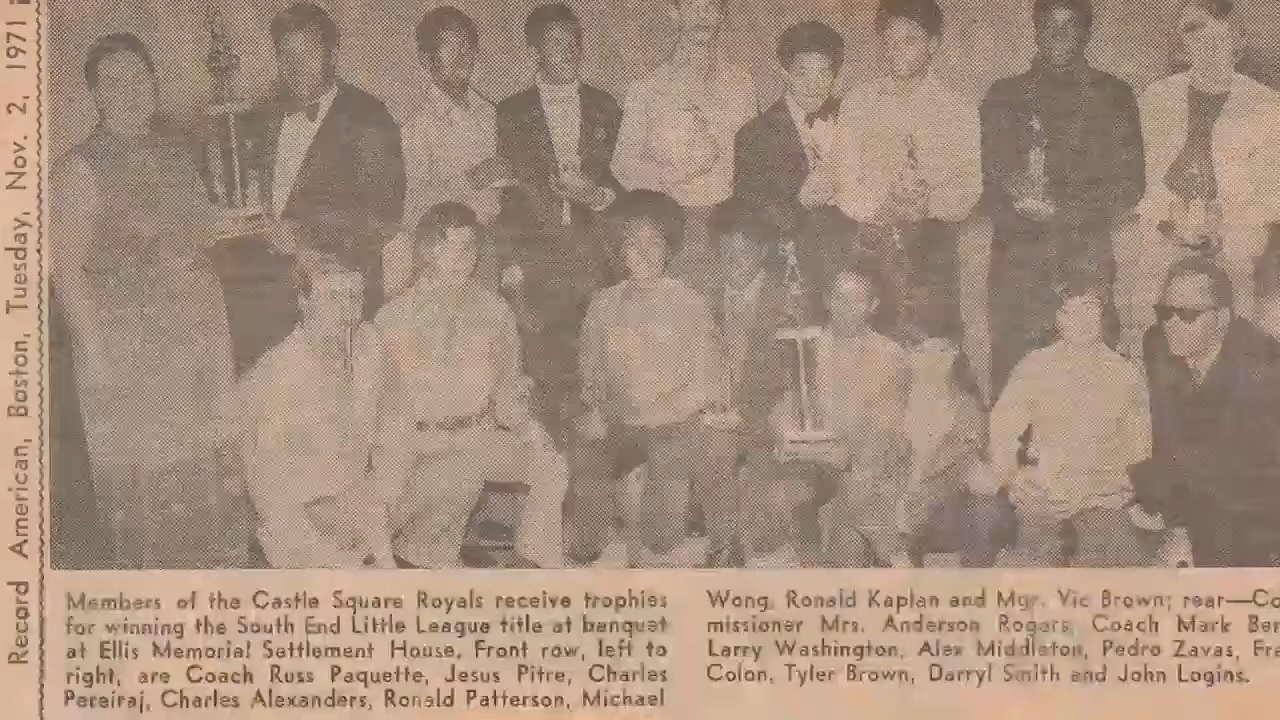 Record American, Boston, Tuesday, Nov. 2, 1971
Members of the Castle Square Royals receive trophies
for winning the South End Little League title at banquet
at Ellis Memorial Settlement House. Front row, left to
right, are Coach Russ Paquette, Jesus Pitre, Charles
Pereiraj, Charles Alexanders, Ronald Patterson, Michael
Wong, Ronald Kaplan and Mgr. Vic Brown; rear—Co
missioner Mrs. Anderson Rogers, Coach Mark Ber
Larry Washington, Alex Middleton, Pedro Zavas, Fre
Colon, Tyler Brown, Darryl Smith and John Logins.